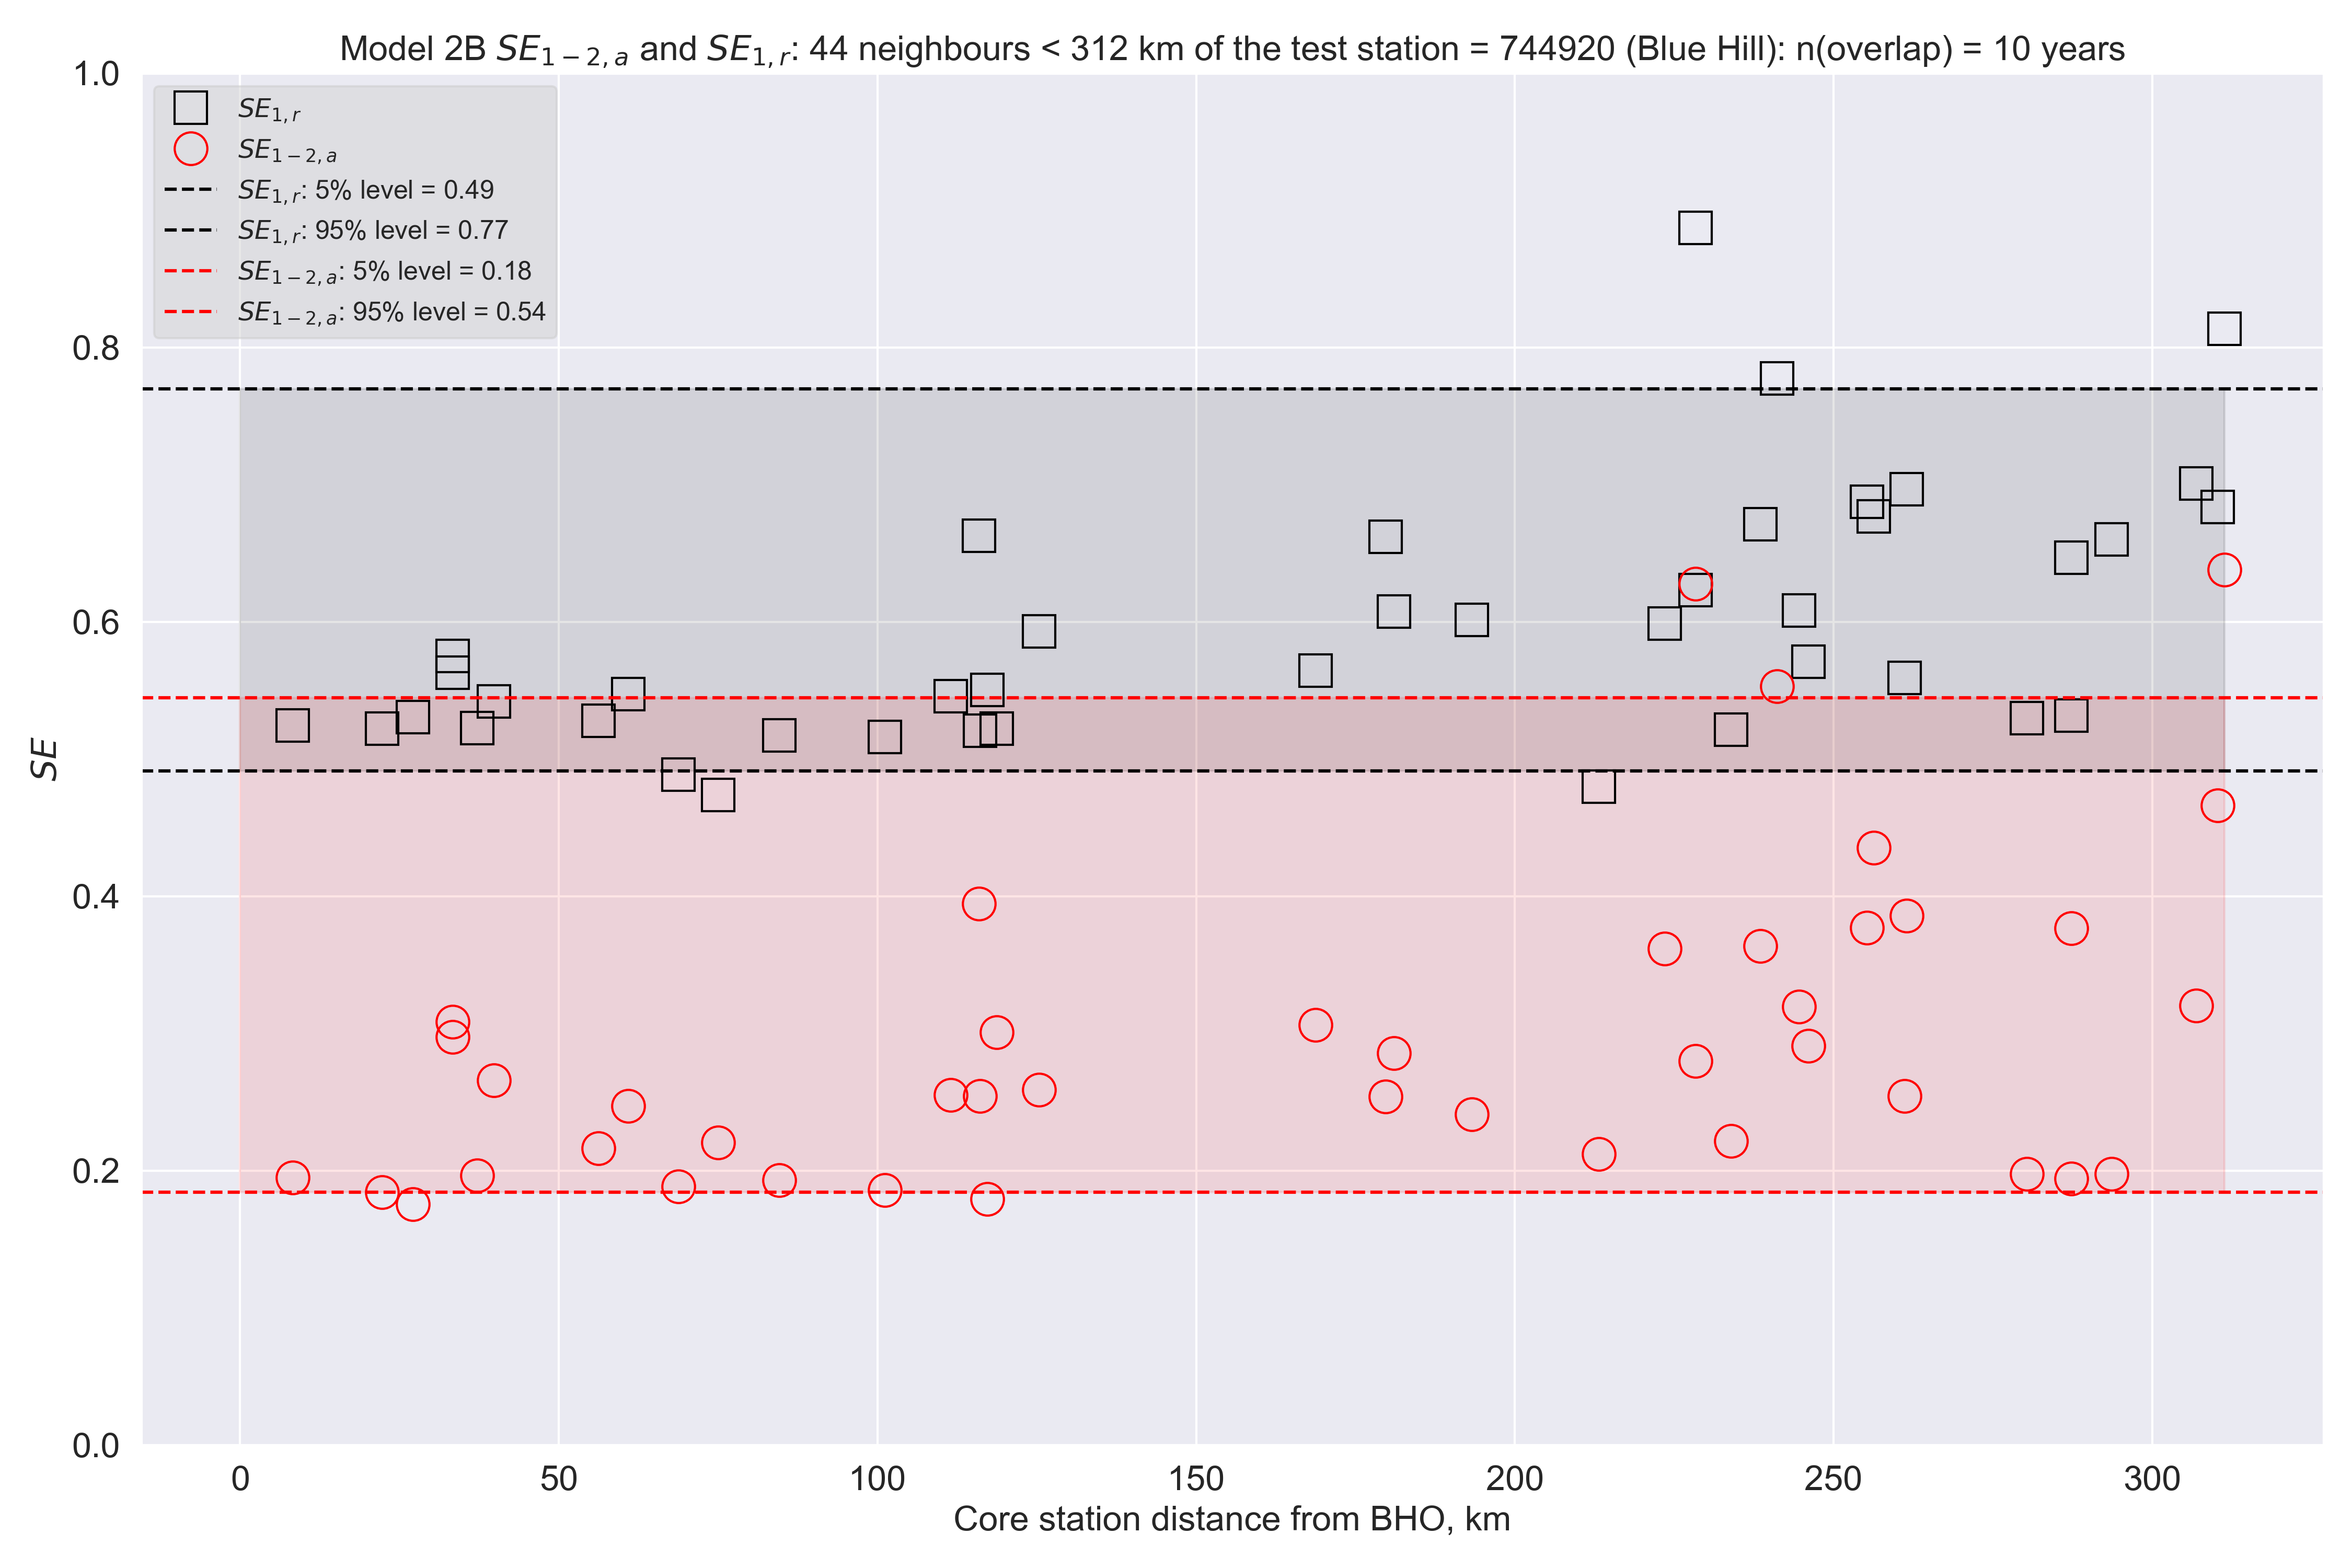 Model 2B SE1−2, a and SE1, r: 44 neighbours < 312 km of the test station = 744920 (Blue Hill): n(overlap) = 10 years
1.0
SE1, r
SE1−2, a
SE1, r: 5% level = 0.49
SE1, r: 95% level = 0.77
SE1−2, a: 5% level = 0.18
SE1−2, a: 95% level = 0.54
0.8
0.6
SE
0.4
0.2
0.0
0 50 100 150 200 250 300
Core station distance from BHO, km